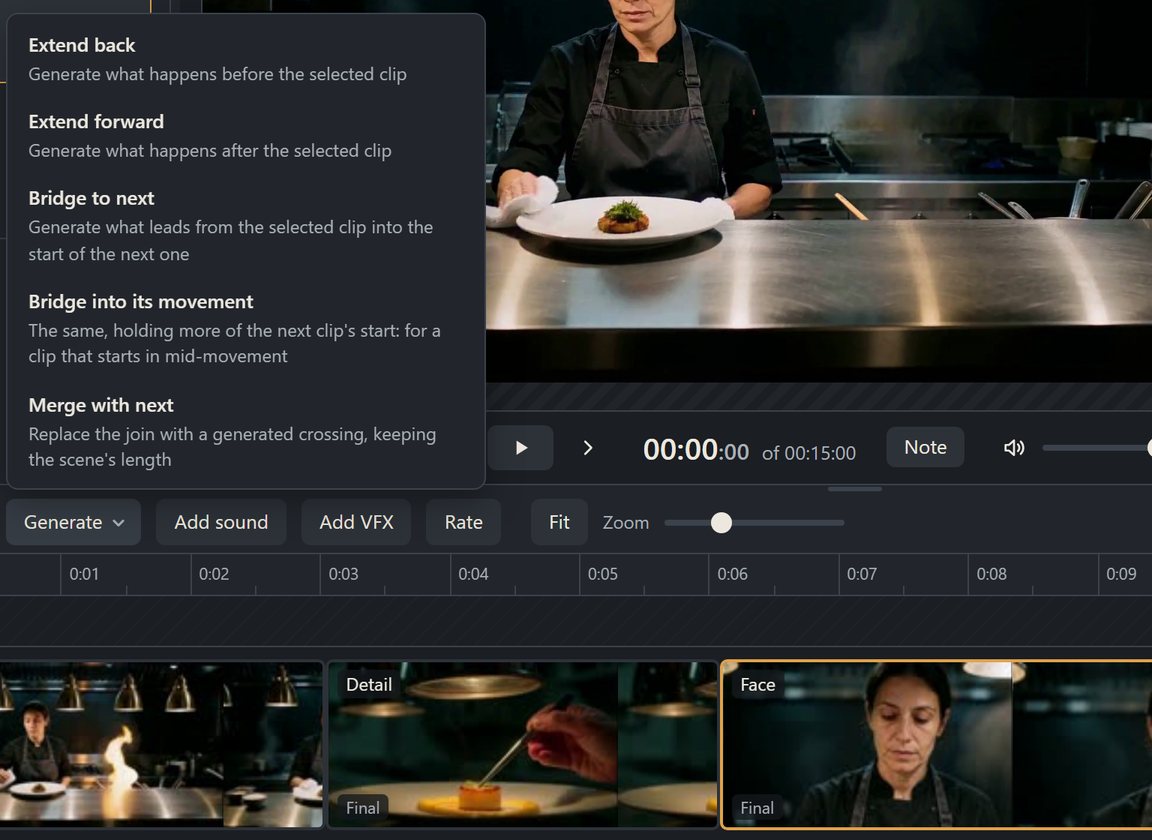 Extend back
Generate what happens before the selected clip
Extend forward
Generate what happens after the selected clip
Bridge to next
Generate what leads from the selected clip into the
start of the next one
Bridge into its movement
The same, holding more of the next clip's start: for a
clip that starts in mid-movement
Merge with next
Replace the join with a generated crossing, keeping
the scene's length
00:00:00 of 00:15:00 Note
Generate Add sound Add VFX Rate Fit Zoom
0:01 0:02 0:03 0:04 0:05 0:06 0:07 0:08 0:09
Detail Face
Final Final